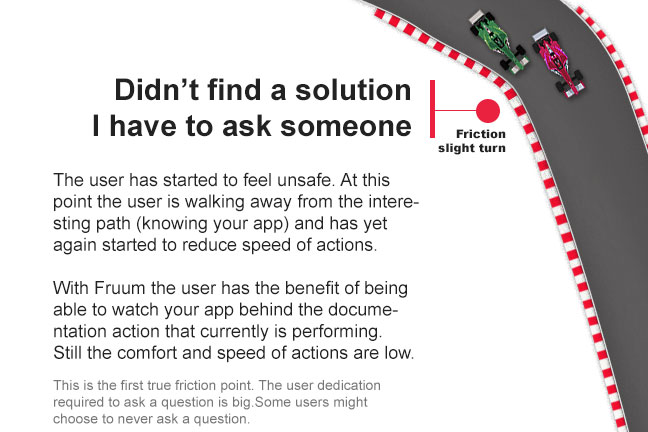 Didn’t find a solution
I have to ask someone
Friction
slight turn
The user has started to feel unsafe. At this
point the user is walking away from the intere-
sting path (knowing your app) and has yet
again started to reduce speed of actions.
With Fruum the user has the benefit of being
able to watch your app behind the docume-
ntation action that currently is performing.
Still the comfort and speed of actions are low.
This is the first true friction point. The user dedication
required to ask a question is big.Some users might
choose to never ask a question.